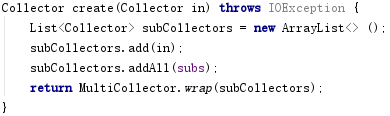 Collector create(Collector in) throws IOException {
    List<Collector> subCollectors = new ArrayList<> ();
    subCollectors.add(in);
    subCollectors.addAll(subs);
    return MultiCollector.wrap(subCollectors);
}